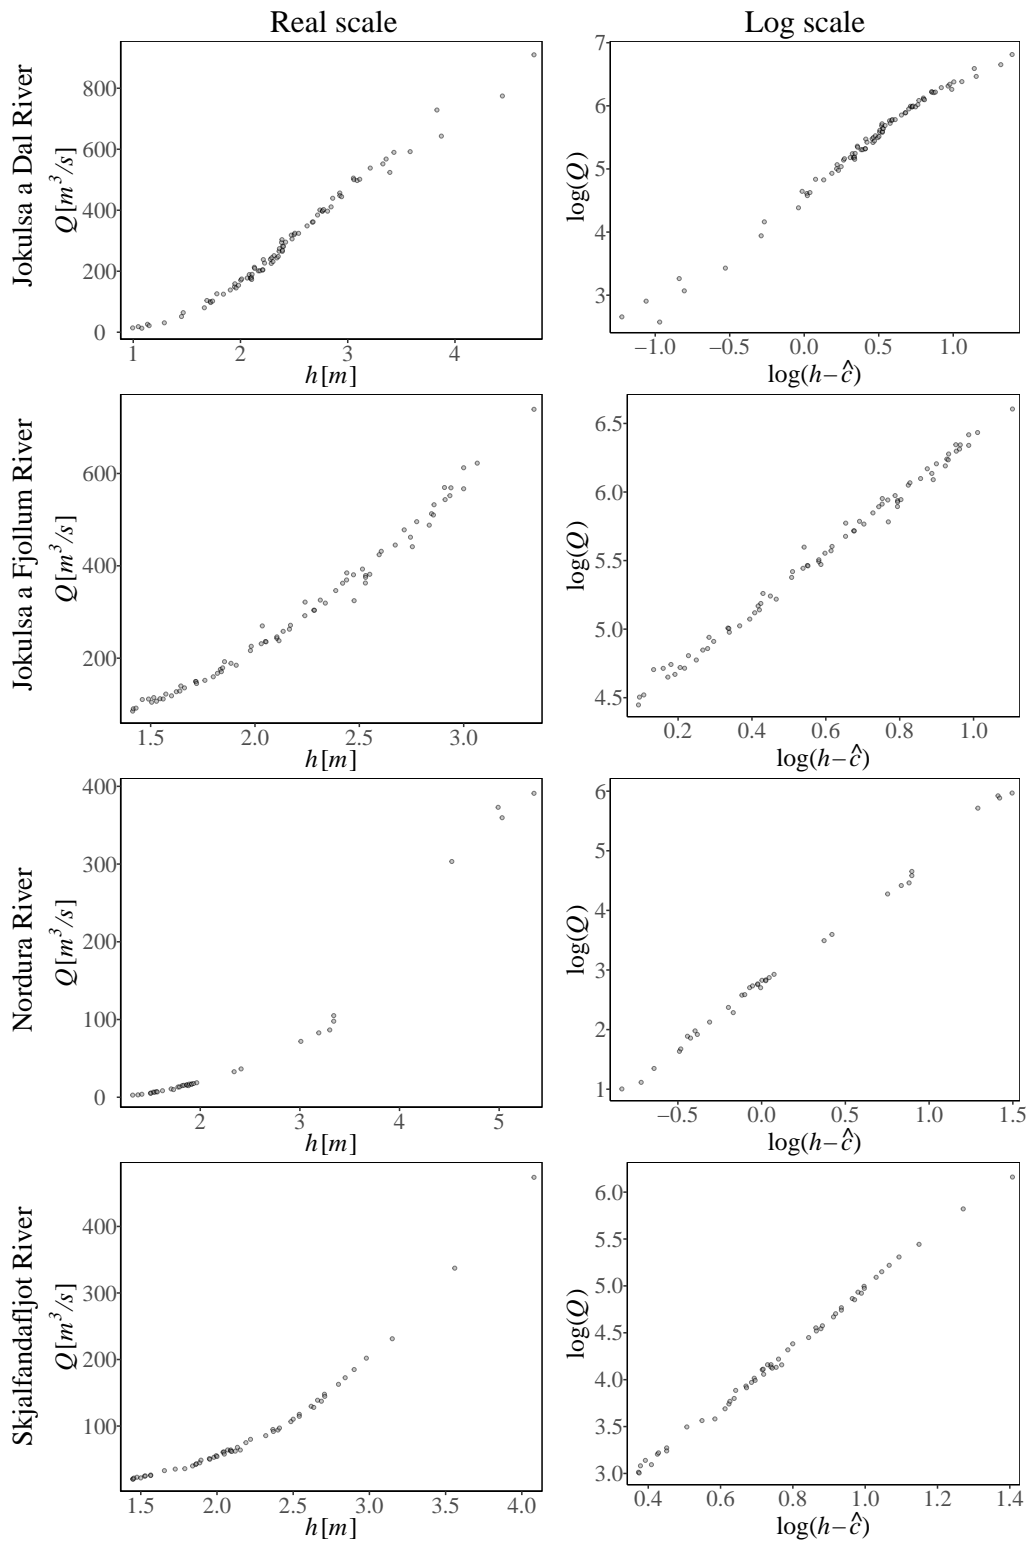 Real scale Log scale
Jokulsa a Dal River
Q[m³/s]
800
600
400
200
0
1 2 3 4
h[m]
log(Q)
7
6
5
4
3
−1.0 −0.5 0.0 0.5 1.0
log(h−ĉ)
Jokulsa a Fjollum River
Q[m³/s]
600
400
200
1.5 2.0 2.5 3.0
h[m]
log(Q)
6.5
6.0
5.5
5.0
4.5
0.2 0.4 0.6 0.8 1.0
log(h−ĉ)
Nordura River
Q[m³/s]
400
300
200
100
0
2 3 4 5
h[m]
log(Q)
6
5
4
3
2
1
−0.5 0.0 0.5 1.0 1.5
log(h−ĉ)
Skjalfandafljot River
Q[m³/s]
400
300
200
100
1.5 2.0 2.5 3.0 3.5 4.0
h[m]
log(Q)
6.0
5.5
5.0
4.5
4.0
3.5
3.0
0.4 0.6 0.8 1.0 1.2 1.4
log(h−ĉ)